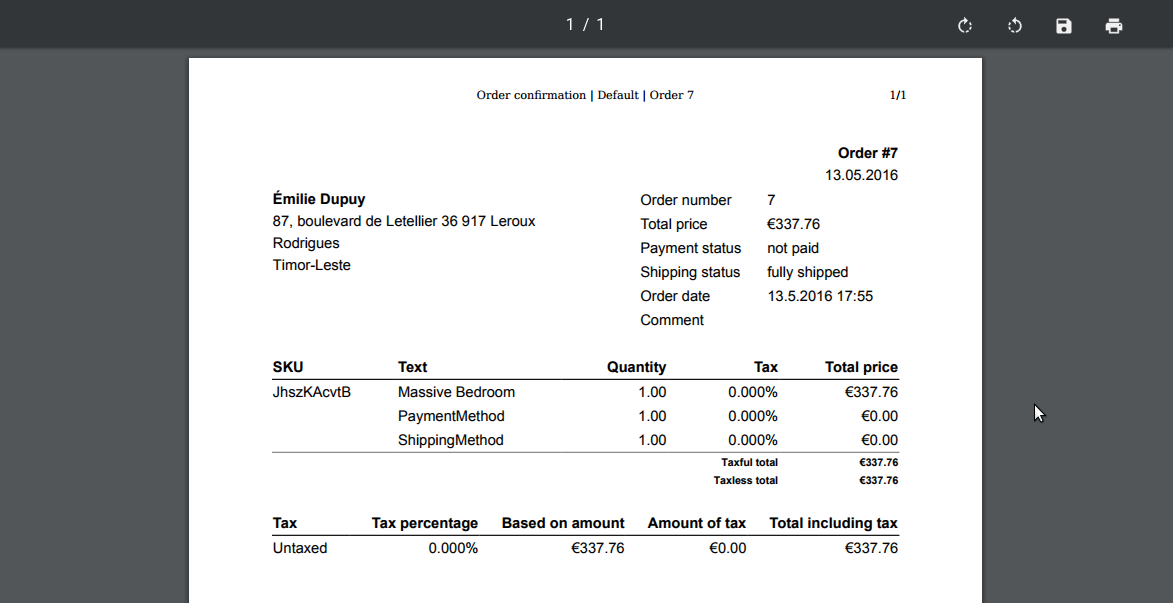 1 / 1
Order confirmation | Default | Order 7 1/1
Order #7
13.05.2016
Émilie Dupuy
87, boulevard de Letellier 36 917 Leroux
Rodrigues
Timor-Leste
Order number 7
Total price €337.76
Payment status not paid
Shipping status fully shipped
Order date 13.5.2016 17:55
Comment
SKU Text Quantity Tax Total price
JhszKAcvtB Massive Bedroom 1.00 0.000% €337.76
PaymentMethod 1.00 0.000% €0.00
ShippingMethod 1.00 0.000% €0.00
Taxful total €337.76
Taxless total €337.76
Tax Tax percentage Based on amount Amount of tax Total including tax
Untaxed 0.000% €337.76 €0.00 €337.76